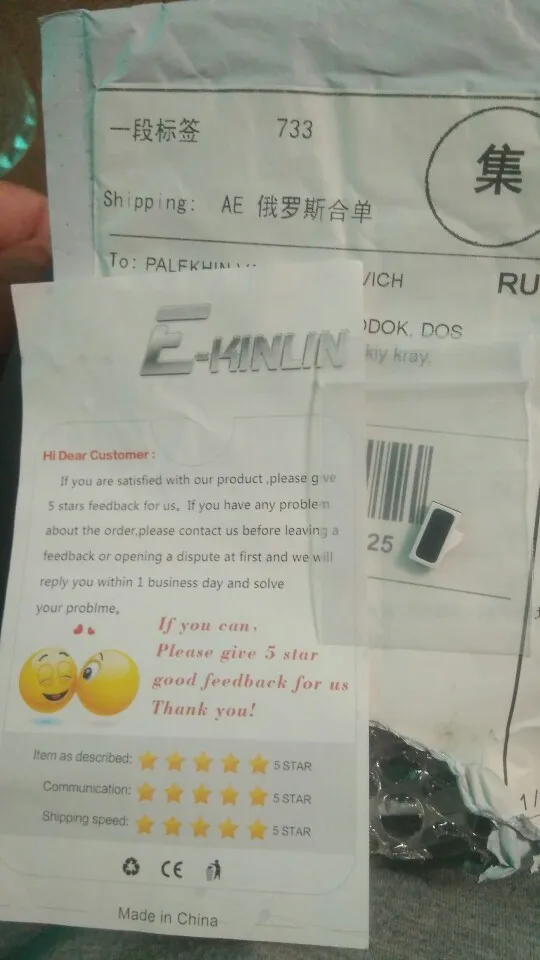 一段标签 733
集
Shipping: AE 俄罗斯合单
To: PALEKHIN VICH RU
ODOK, DOS
kiy kray,
25
E-KINLIN
Hi Dear Customer :
If you are satisfied with our product ,please give
5 stars feedback for us, If you have any problem
about the order,please contact us before leaving a
feedback or opening a dispute at first and we will
reply you within 1 business day and solve
your problme,
If you can,
Please give 5 star
good feedback for us
Thank you!
Item as described: 5 STAR
Communication: 5 STAR
Shipping speed: 5 STAR
CE
Made in China